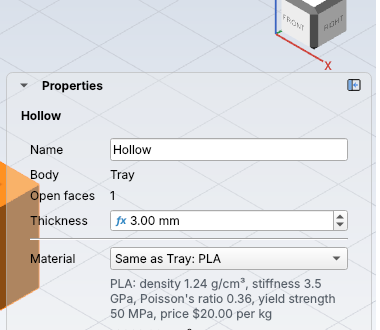 FRONT
RIGHT
X
Properties
Hollow
Name Hollow
Body Tray
Open faces 1
Thickness fx 3.00 mm
Material Same as Tray: PLA
PLA: density 1.24 g/cm³, stiffness 3.5
GPa, Poisson's ratio 0.36, yield strength
50 MPa, price $20.00 per kg